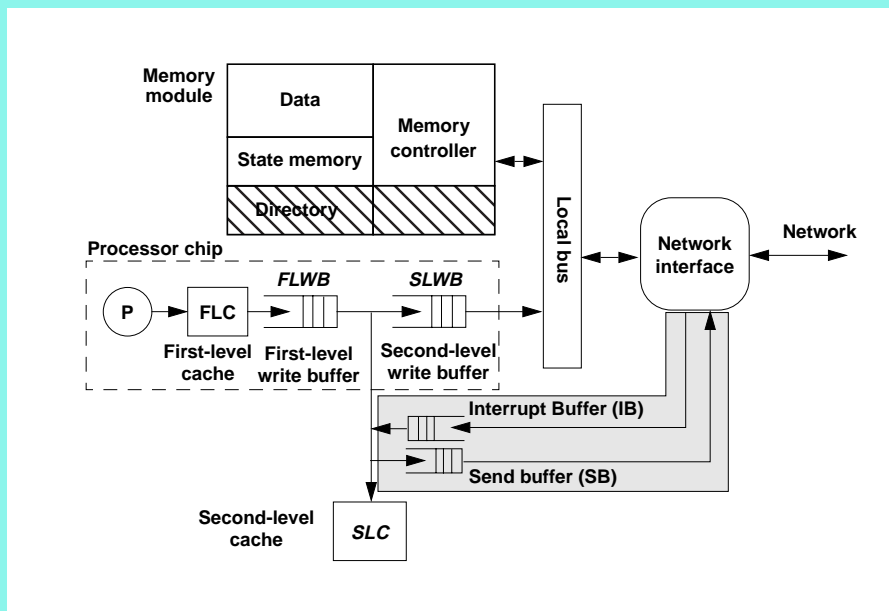 Memory
module
Data
Memory
controller
State memory
Directory
Local bus
Network
interface
Network
Processor chip
FLWB
SLWB
P
FLC
First-level
cache
First-level
write buffer
Second-level
write buffer
Interrupt Buffer (IB)
Send buffer (SB)
Second-level
cache
SLC